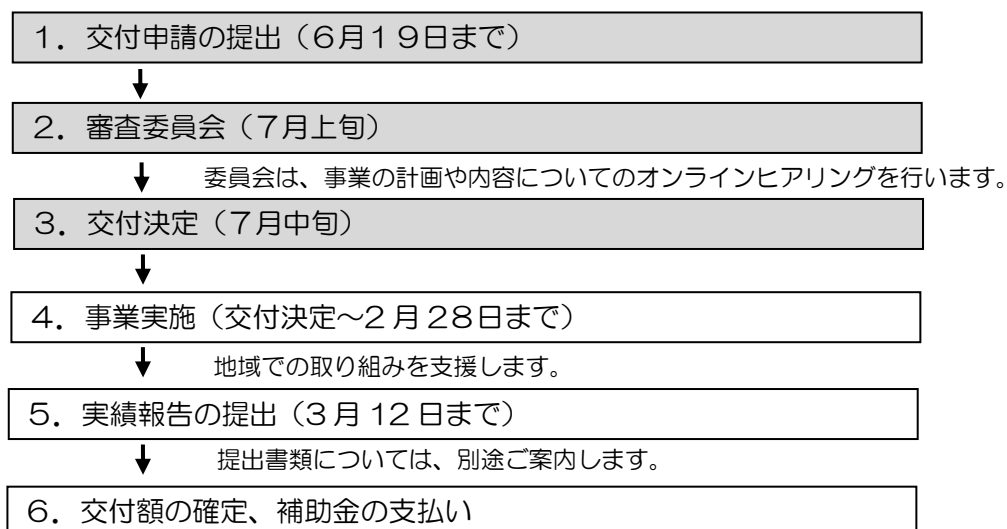 １．交付申請の提出（６月１９日まで）
２．審査委員会（７月上旬）
委員会は、事業の計画や内容についてのオンラインヒアリングを行います。
３．交付決定（７月中旬）
４．事業実施（交付決定～２月２８日まで）
地域での取り組みを支援します。
５．実績報告の提出（３月 12 日まで）
提出書類については、別途ご案内します。
６．交付額の確定、補助金の支払い